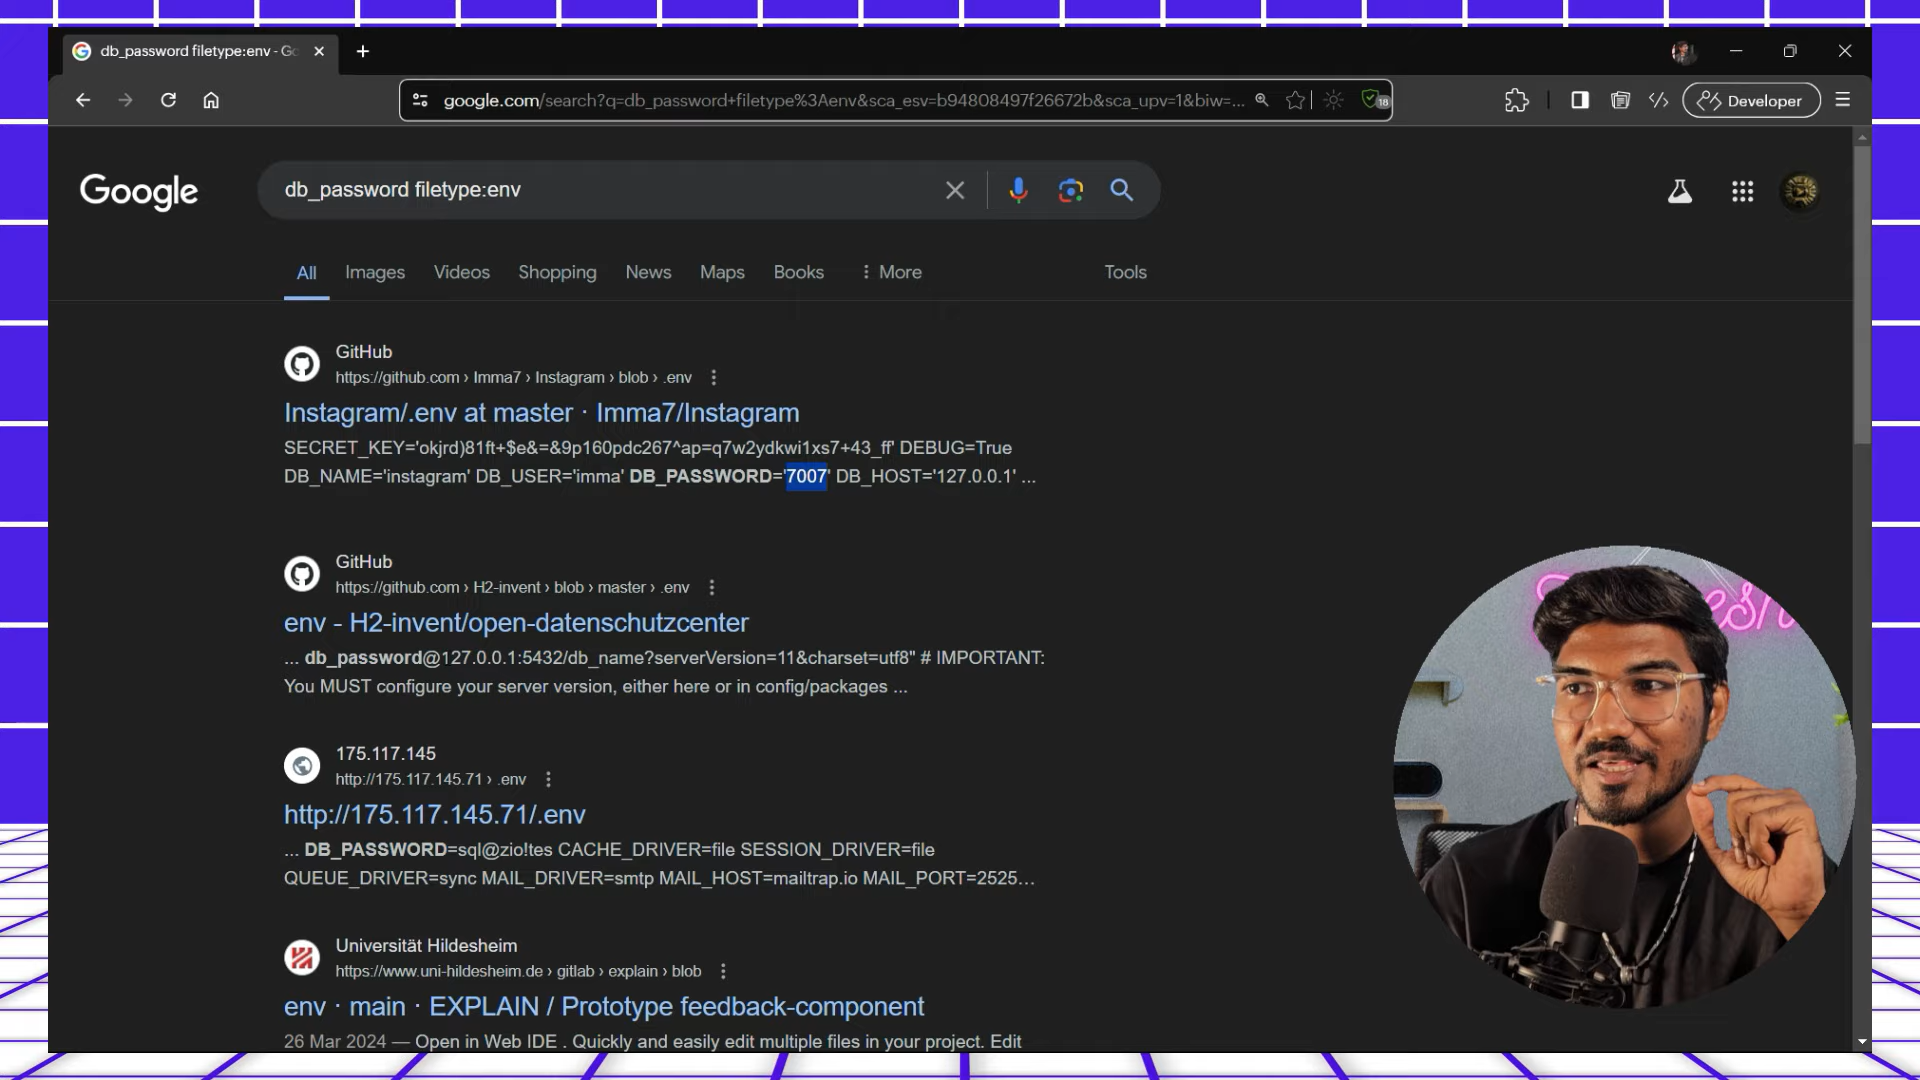 db_password filetype:env - Go
google.com/search?q=db_password+filetype%3Aenv&sca_esv=b94808497f26672b&sca_upv=1&biw=...
18
Developer
Google
db_password filetype:env
All
Images
Videos
Shopping
News
Maps
Books
More
Tools
GitHub
https://github.com › Imma7 › Instagram › blob › .env
Instagram/.env at master · Imma7/Instagram
SECRET_KEY='okjrd)81ft+$e&=&9p160pdc267^ap=q7w2ydkwi1xs7+43_ff' DEBUG=True
DB_NAME='instagram' DB_USER='imma' DB_PASSWORD='7007' DB_HOST='127.0.0.1' ...
GitHub
https://github.com › H2-invent › blob › master › .env
env - H2-invent/open-datenschutzcenter
... db_password@127.0.0.1:5432/db_name?serverVersion=11&charset=utf8" # IMPORTANT:
You MUST configure your server version, either here or in config/packages ...
175.117.145
http://175.117.145.71 › .env
http://175.117.145.71/.env
... DB_PASSWORD=sql@zio!tes CACHE_DRIVER=file SESSION_DRIVER=file
QUEUE_DRIVER=sync MAIL_DRIVER=smtp MAIL_HOST=mailtrap.io MAIL_PORT=2525...
Universität Hildesheim
https://www.uni-hildesheim.de › gitlab › explain › blob
env · main · EXPLAIN / Prototype feedback-component
26 Mar 2024 — Open in Web IDE . Quickly and easily edit multiple files in your project. Edit